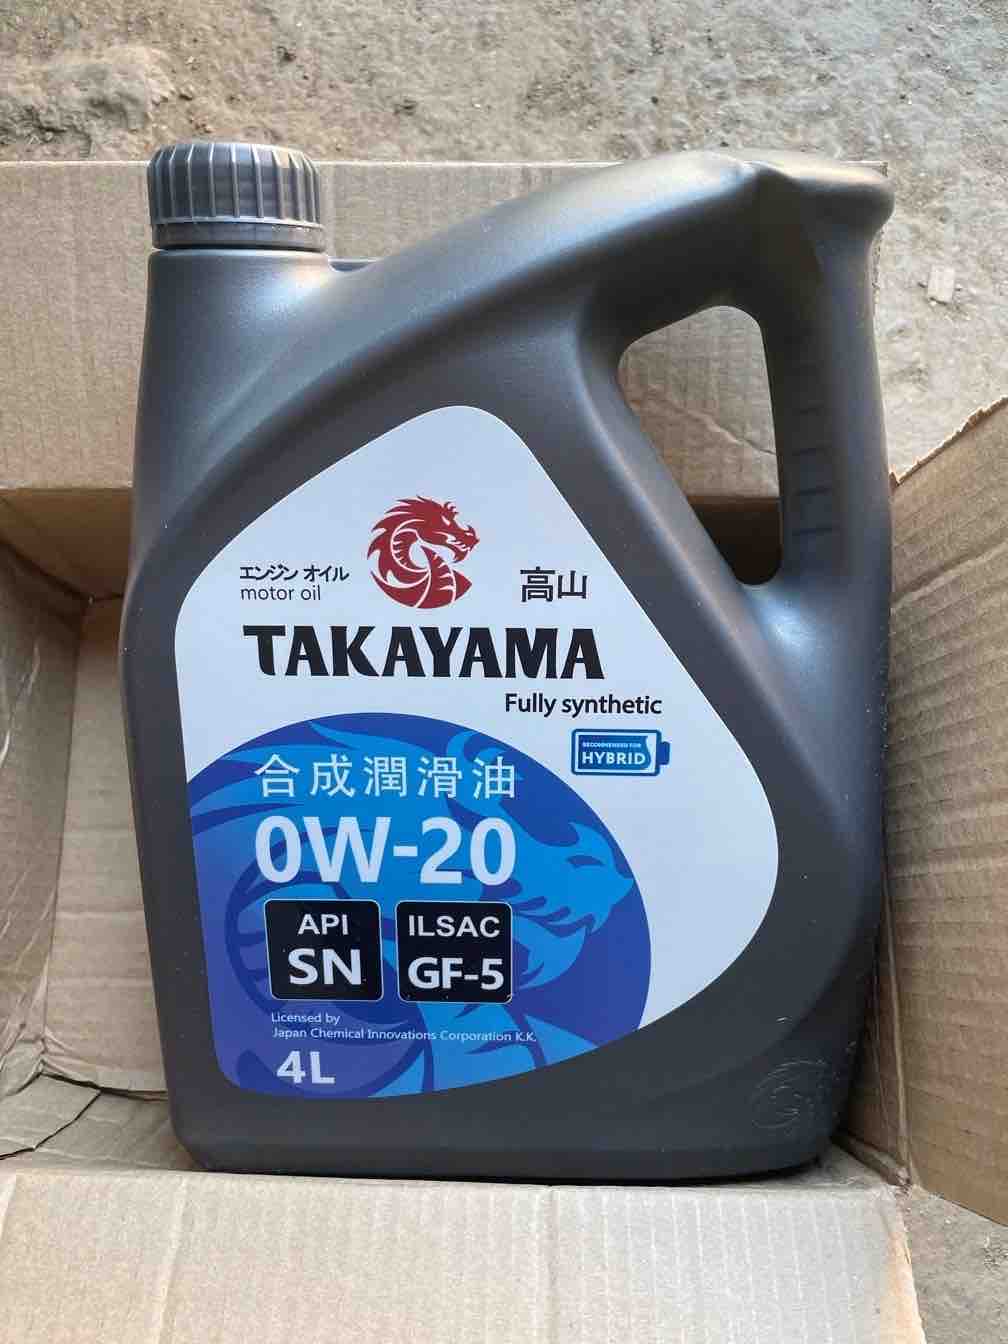 エンジン オイル
motor oil
高山
TAKAYAMA
Fully synthetic
RECOMMENDED FOR
HYBRID
合成潤滑油
0W-20
API
SN
ILSAC
GF-5
Licensed by
Japan Chemical Innovations Corporation K.K.
4L